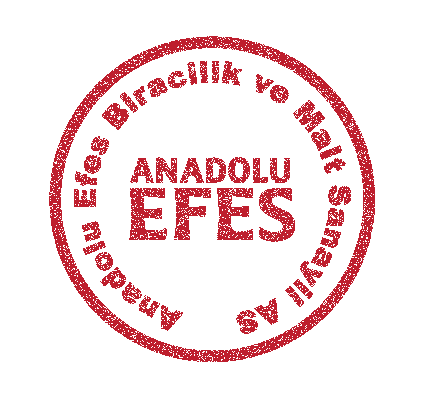 Anadolu Efes Biracilik ve Malt Sanayii AS
ANADOLU
EFES